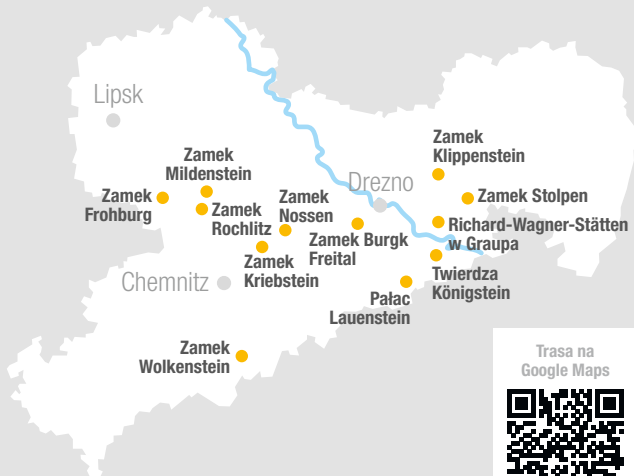 Lipsk
Zamek
Klippenstein
Zamek
Mildenstein
Drezno
Zamek
Frohburg
Zamek
Rochlitz
Zamek
Nossen
Zamek Stolpen
Richard-Wagner-Stätten
w Graupa
Zamek Burgk
Freital
Zamek
Kriebstein
Twierdza
Königstein
Chemnitz
Pałac
Lauenstein
Zamek
Wolkenstein
Trasa na
Google Maps